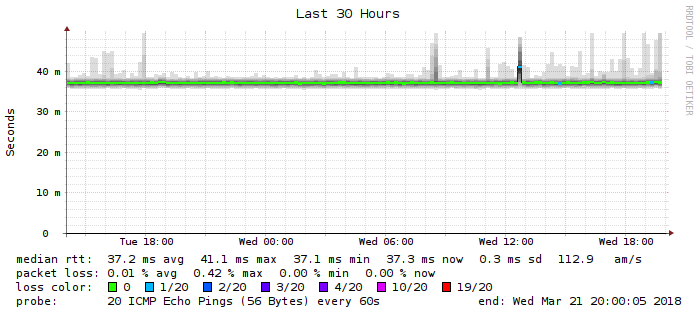 Last 30 Hours
RRDTOOL / TOBI OETIKER
Seconds
40 m
30 m
20 m
10 m
0
Tue 18:00 Wed 00:00 Wed 06:00 Wed 12:00 Wed 18:00
median rtt: 37.2 ms avg 41.1 ms max 37.1 ms min 37.3 ms now 0.3 ms sd 112.9 am/s
packet loss: 0.01 % avg 0.42 % max 0.00 % min 0.00 % now
loss color: 0 1/20 2/20 3/20 4/20 10/20 19/20
probe: 20 ICMP Echo Pings (56 Bytes) every 60s end: Wed Mar 21 20:00:05 2018